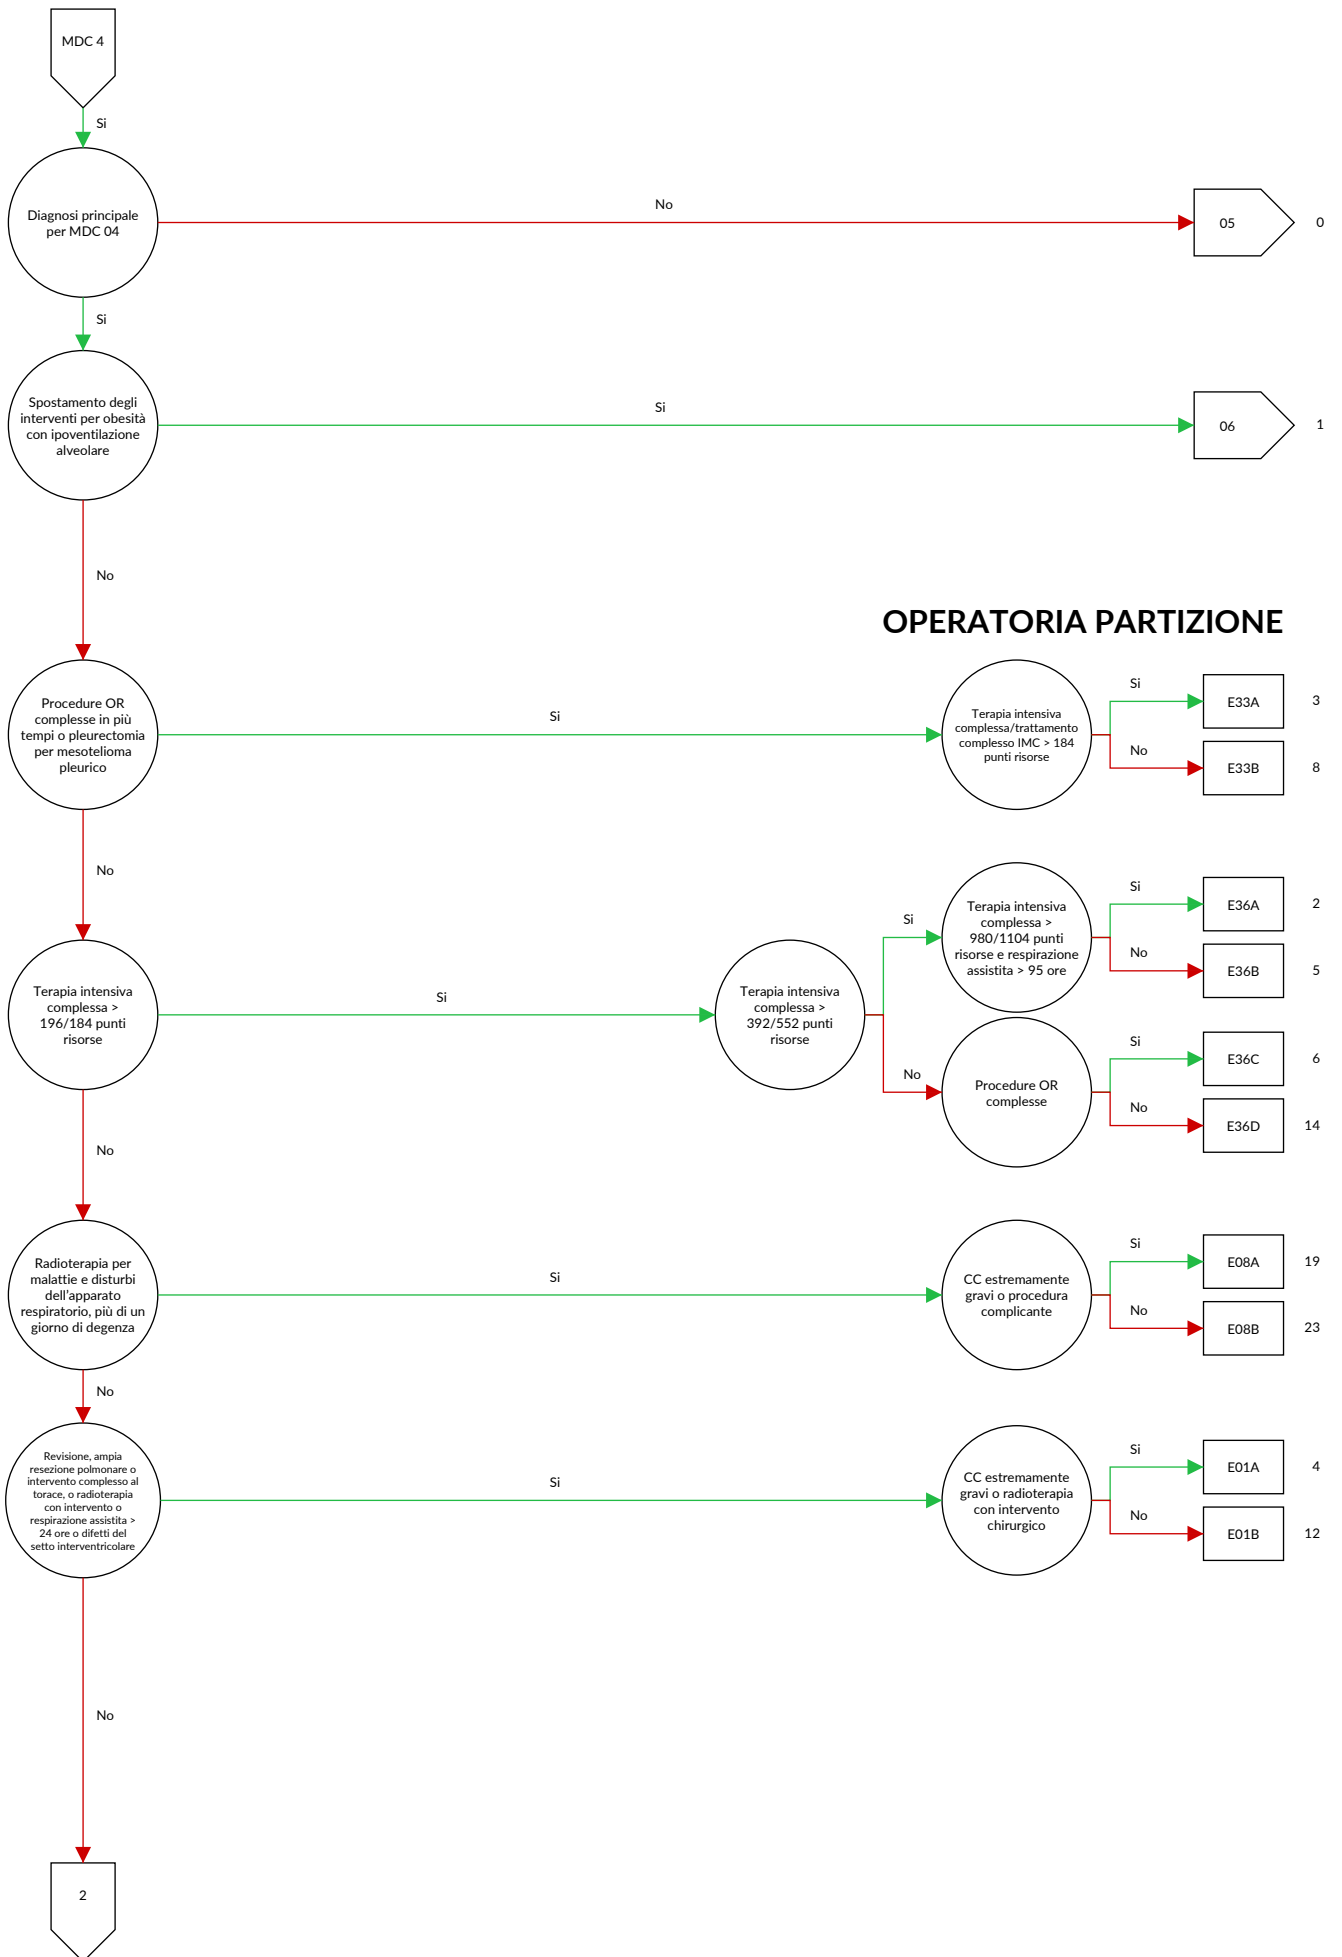 MDC 4
Si
Diagnosi principale
per MDC 04
No
05
0
Si
Spostamento degli
interventi per obesità
con ipoventilazione
alveolare
Si
06
1
No
OPERATORIA PARTIZIONE
Procedure OR
complesse in più
tempi o pleurectomia
per mesotelioma
pleurico
Si
Terapia intensiva
complessa/trattamento
complesso IMC > 184
punti risorse
Si
E33A
3
No
E33B
8
No
Terapia intensiva
complessa >
196/184 punti
risorse
Si
Terapia intensiva
complessa >
392/552 punti
risorse
Si
Terapia intensiva
complessa >
980/1104 punti
risorse e respirazione
assistita > 95 ore
Si
E36A
2
No
E36B
5
No
Procedure OR
complesse
Si
E36C
6
No
E36D
14
No
Radioterapia per
malattie e disturbi
dell'apparato
respiratorio, più di un
giorno di degenza
Si
CC estremamente
gravi o procedura
complicante
Si
E08A
19
No
E08B
23
No
Revisione, ampia
resezione polmonare o
intervento complesso al
torace, o radioterapia
con intervento o
respirazione assistita >
24 ore o difetti del
setto interventricolare
Si
CC estremamente
gravi o radioterapia
con intervento
chirurgico
Si
E01A
4
No
E01B
12
No
2